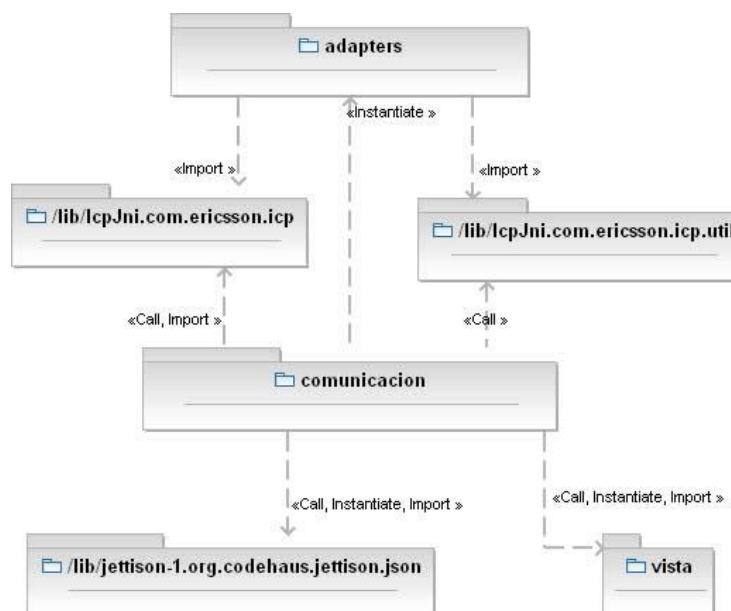 adapters
«Instantiate »
«Import »
«Import »
/lib/IcpJni.com.ericsson.icp
/lib/IcpJni.com.ericsson.icp.util
«Call, Import »
«Call »
comunicacion
«Call, Instantiate, Import »
«Call, Instantiate, Import »
/lib/jettison-1.org.codehaus.jettison.json
vista